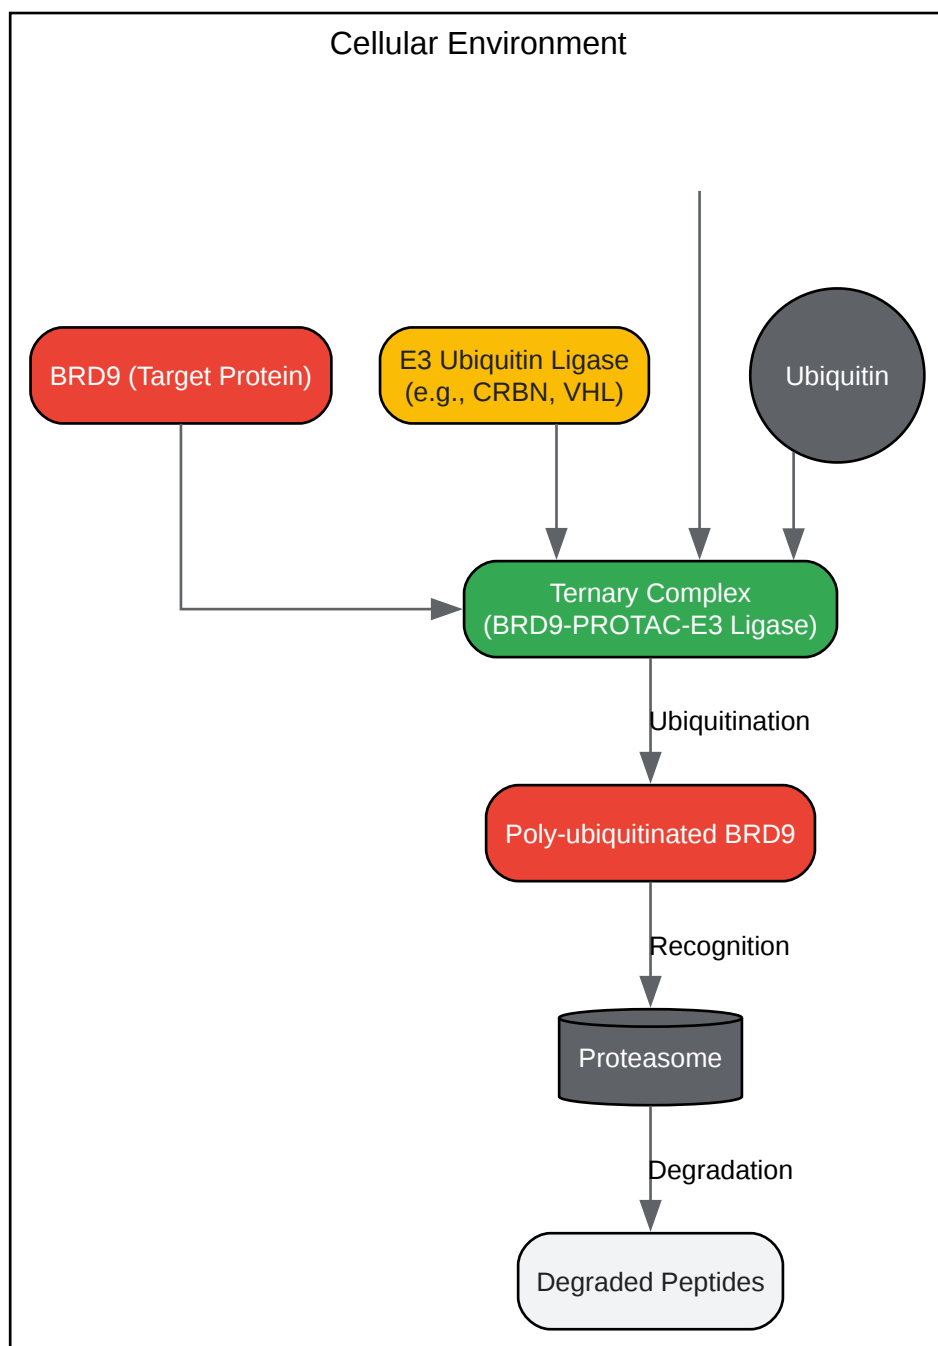 Cellular Environment
BRD9 (Target Protein)
E3 Ubiquitin Ligase
(e.g., CRBN, VHL)
Ubiquitin
Ternary Complex
(BRD9-PROTAC-E3 Ligase)
Ubiquitination
Poly-ubiquitinated BRD9
Recognition
Proteasome
Degradation
Degraded Peptides